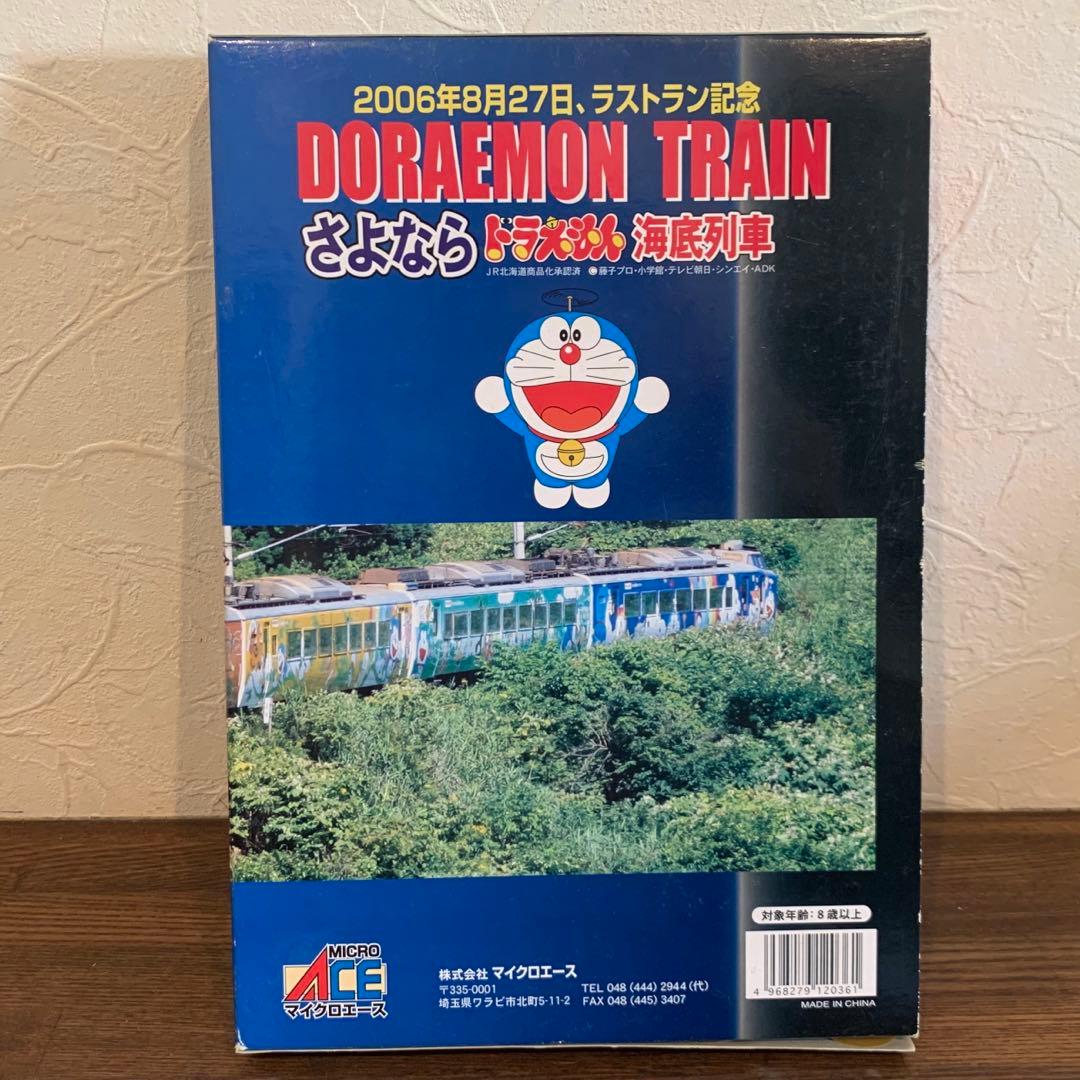 2006年8月27日、ラストラン記念
DORAEMON TRAIN
さよなら ドラえもん 海底列車
JR北海道商品化承認済 ©藤子プロ・小学館・テレビ朝日・シンエイ・ADK
対象年齢:8歳以上
MICRO
ACE
マイクロエース
株式会社 マイクロエース
〒335-0001 TEL 048 (444) 2944 (代)
埼玉県ワラビ市北町5-11-2 FAX 048 (445) 3407
4 968279 120361
MADE IN CHINA